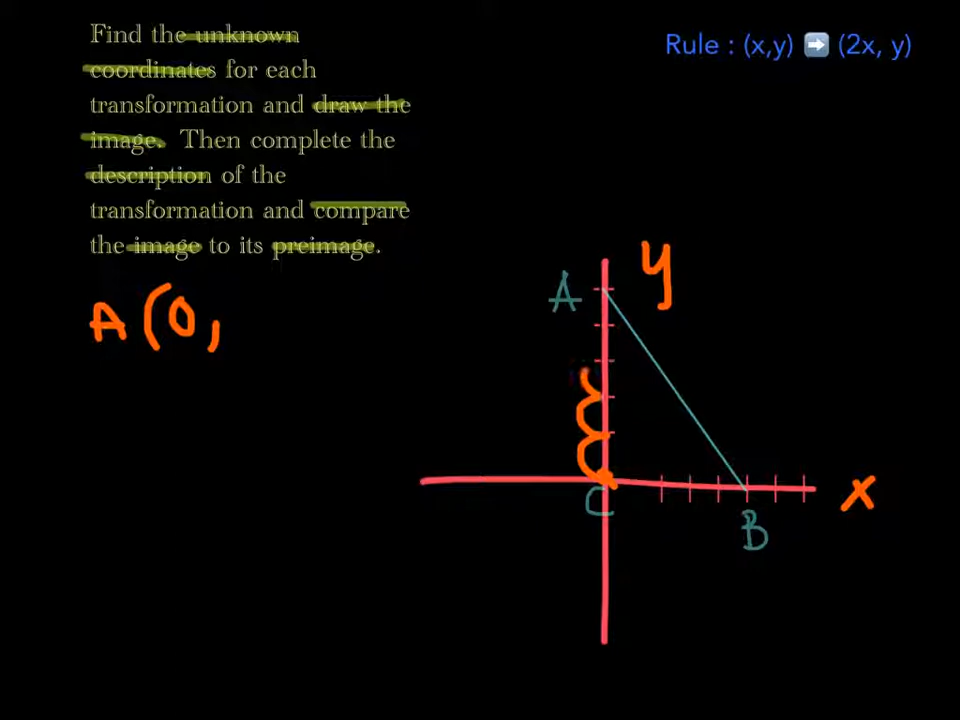 Find the unknown
coordinates for each
transformation and draw the
image. Then complete the
description of the
transformation and compare
the image to its preimage.
Rule : (x,y) ➡️ (2x, y)
A (0,
A
y
C
x
B